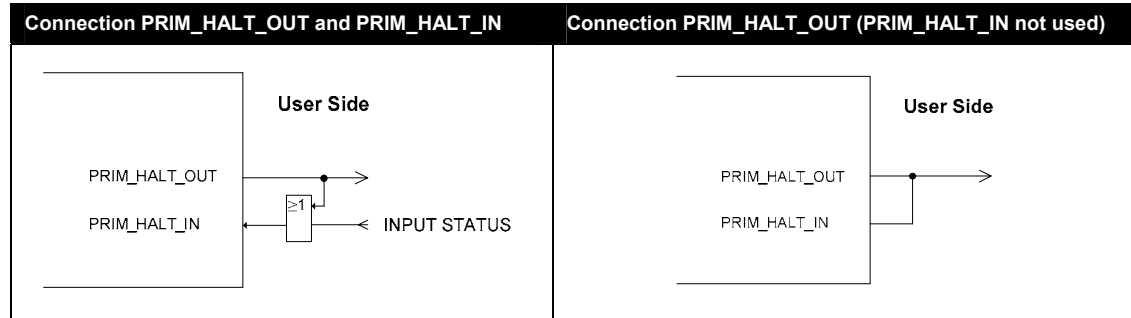 Connection PRIM_HALT_OUT and PRIM_HALT_IN
Connection PRIM_HALT_OUT (PRIM_HALT_IN not used)
User Side
PRIM_HALT_OUT
≥1
PRIM_HALT_IN
INPUT STATUS
User Side
PRIM_HALT_OUT
PRIM_HALT_IN